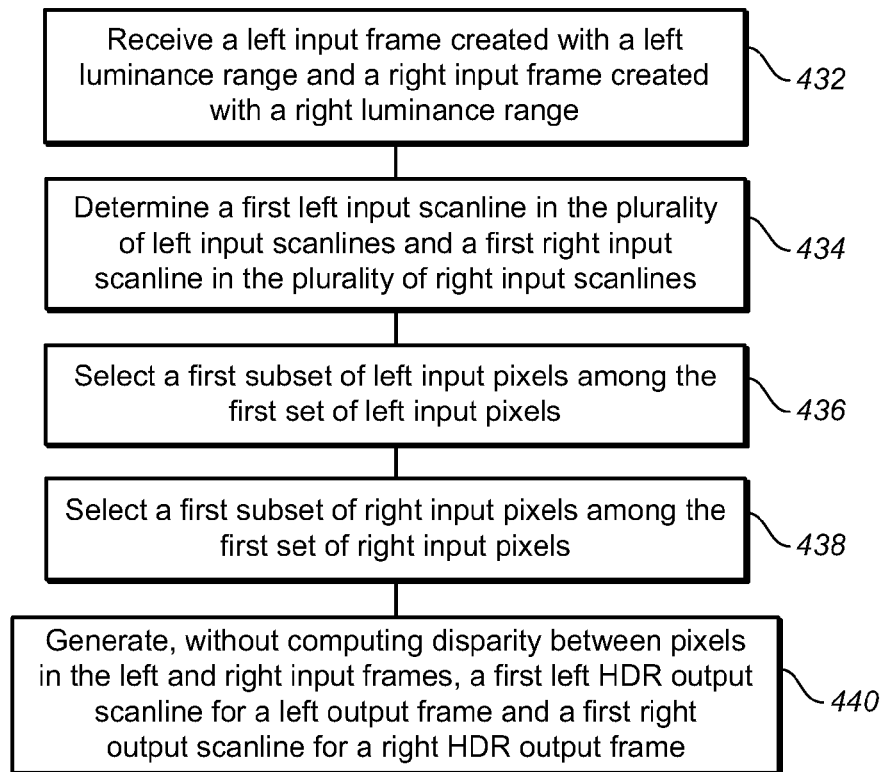 Receive a left input frame created with a left
luminance range and a right input frame created
with a right luminance range
432
Determine a first left input scanline in the plurality
of left input scanlines and a first right input
scanline in the plurality of right input scanlines
434
Select a first subset of left input pixels among the
first set of left input pixels
436
Select a first subset of right input pixels among the
first set of right input pixels
438
Generate, without computing disparity between pixels
in the left and right input frames, a first left HDR output
scanline for a left output frame and a first right
output scanline for a right HDR output frame
440